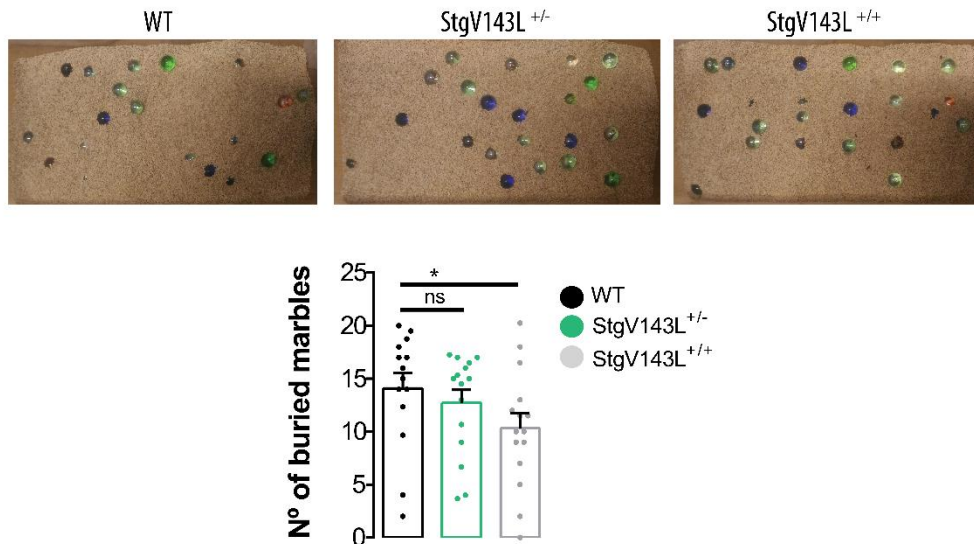 WT
StgV143L +/-
StgV143L +/+
Nº of buried marbles
25
20
15
10
5
0
*
ns
WT
StgV143L+/-
StgV143L+/+